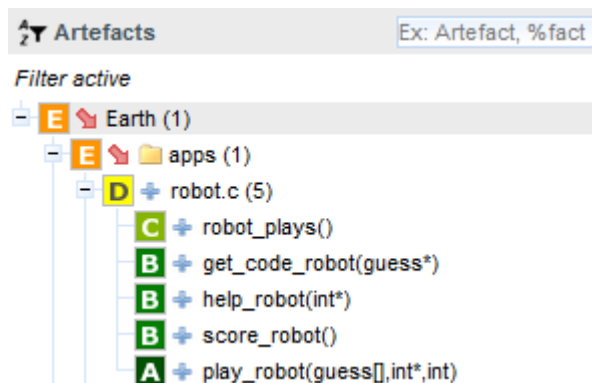 Artefacts Ex: Artefact, %fact
Filter active
E Earth (1)
E apps (1)
D robot.c (5)
C robot_plays()
B get_code_robot(guess*)
B help_robot(int*)
B score_robot()
A play_robot(guess[],int*,int)